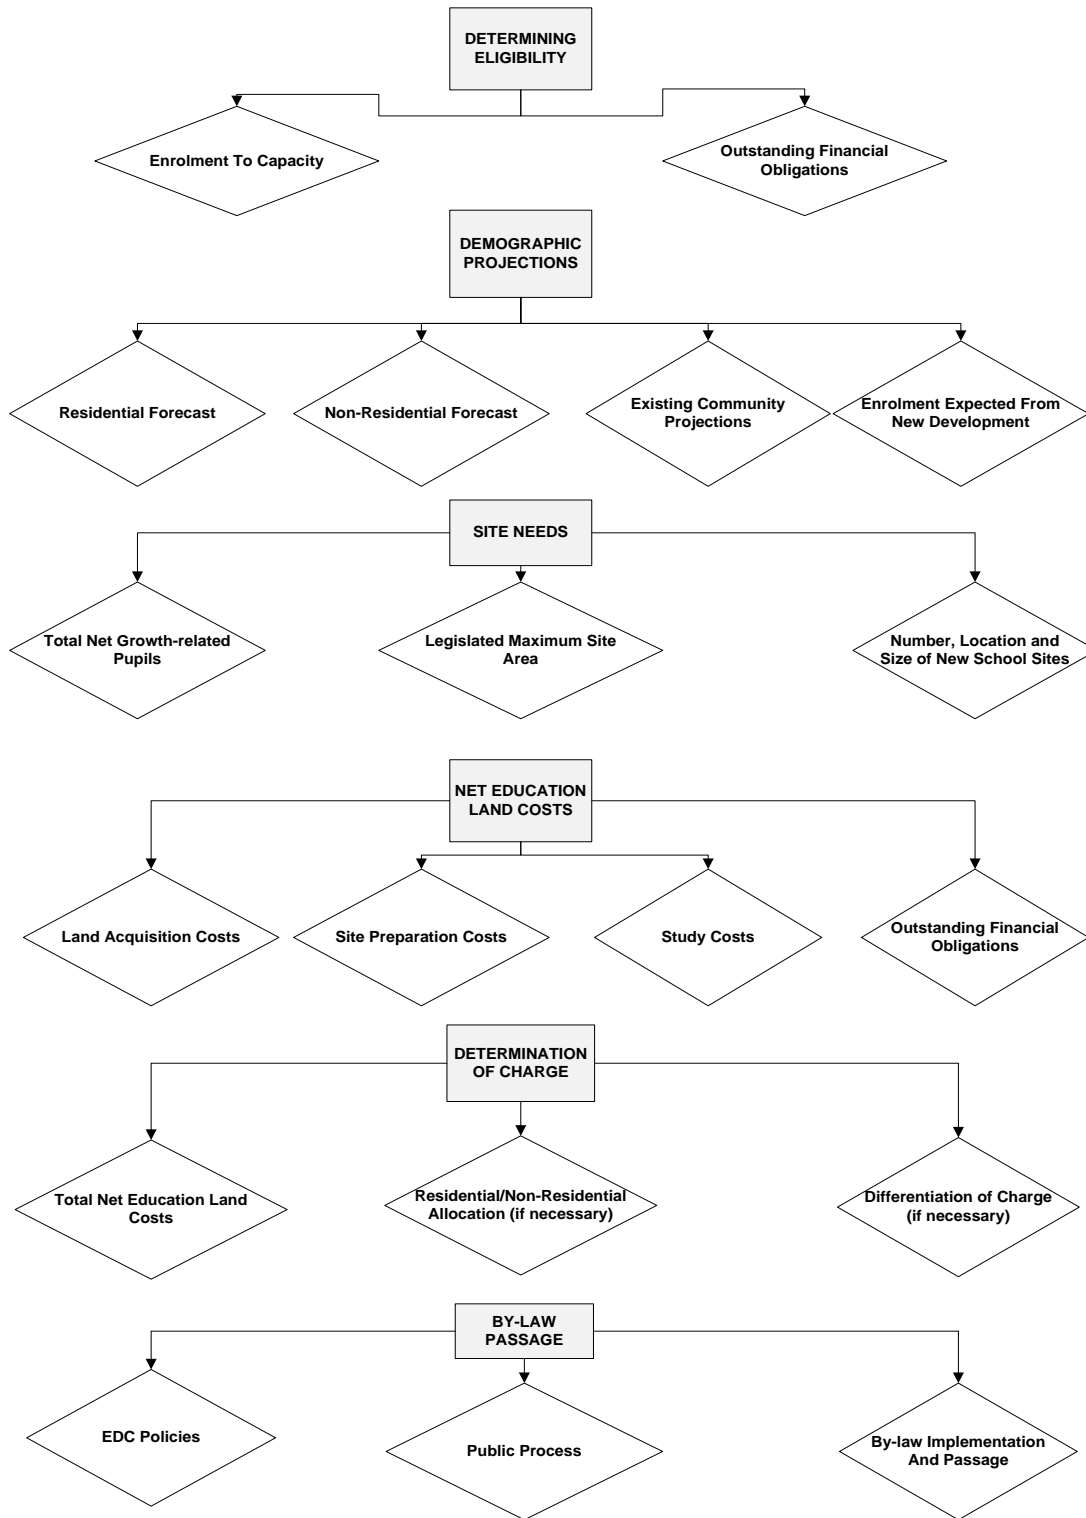 DETERMINING
ELIGIBILITY
Enrolment To Capacity
Outstanding Financial
Obligations
DEMOGRAPHIC
PROJECTIONS
Residential Forecast
Non-Residential Forecast
Existing Community
Projections
Enrolment Expected From
New Development
SITE NEEDS
Total Net Growth-related
Pupils
Legislated Maximum Site
Area
Number, Location and
Size of New School Sites
NET EDUCATION
LAND COSTS
Land Acquisition Costs
Site Preparation Costs
Study Costs
Outstanding Financial
Obligations
DETERMINATION
OF CHARGE
Total Net Education Land
Costs
Residential/Non-Residential
Allocation (if necessary)
Differentiation of Charge
(if necessary)
BY-LAW
PASSAGE
EDC Policies
Public Process
By-law Implementation
And Passage